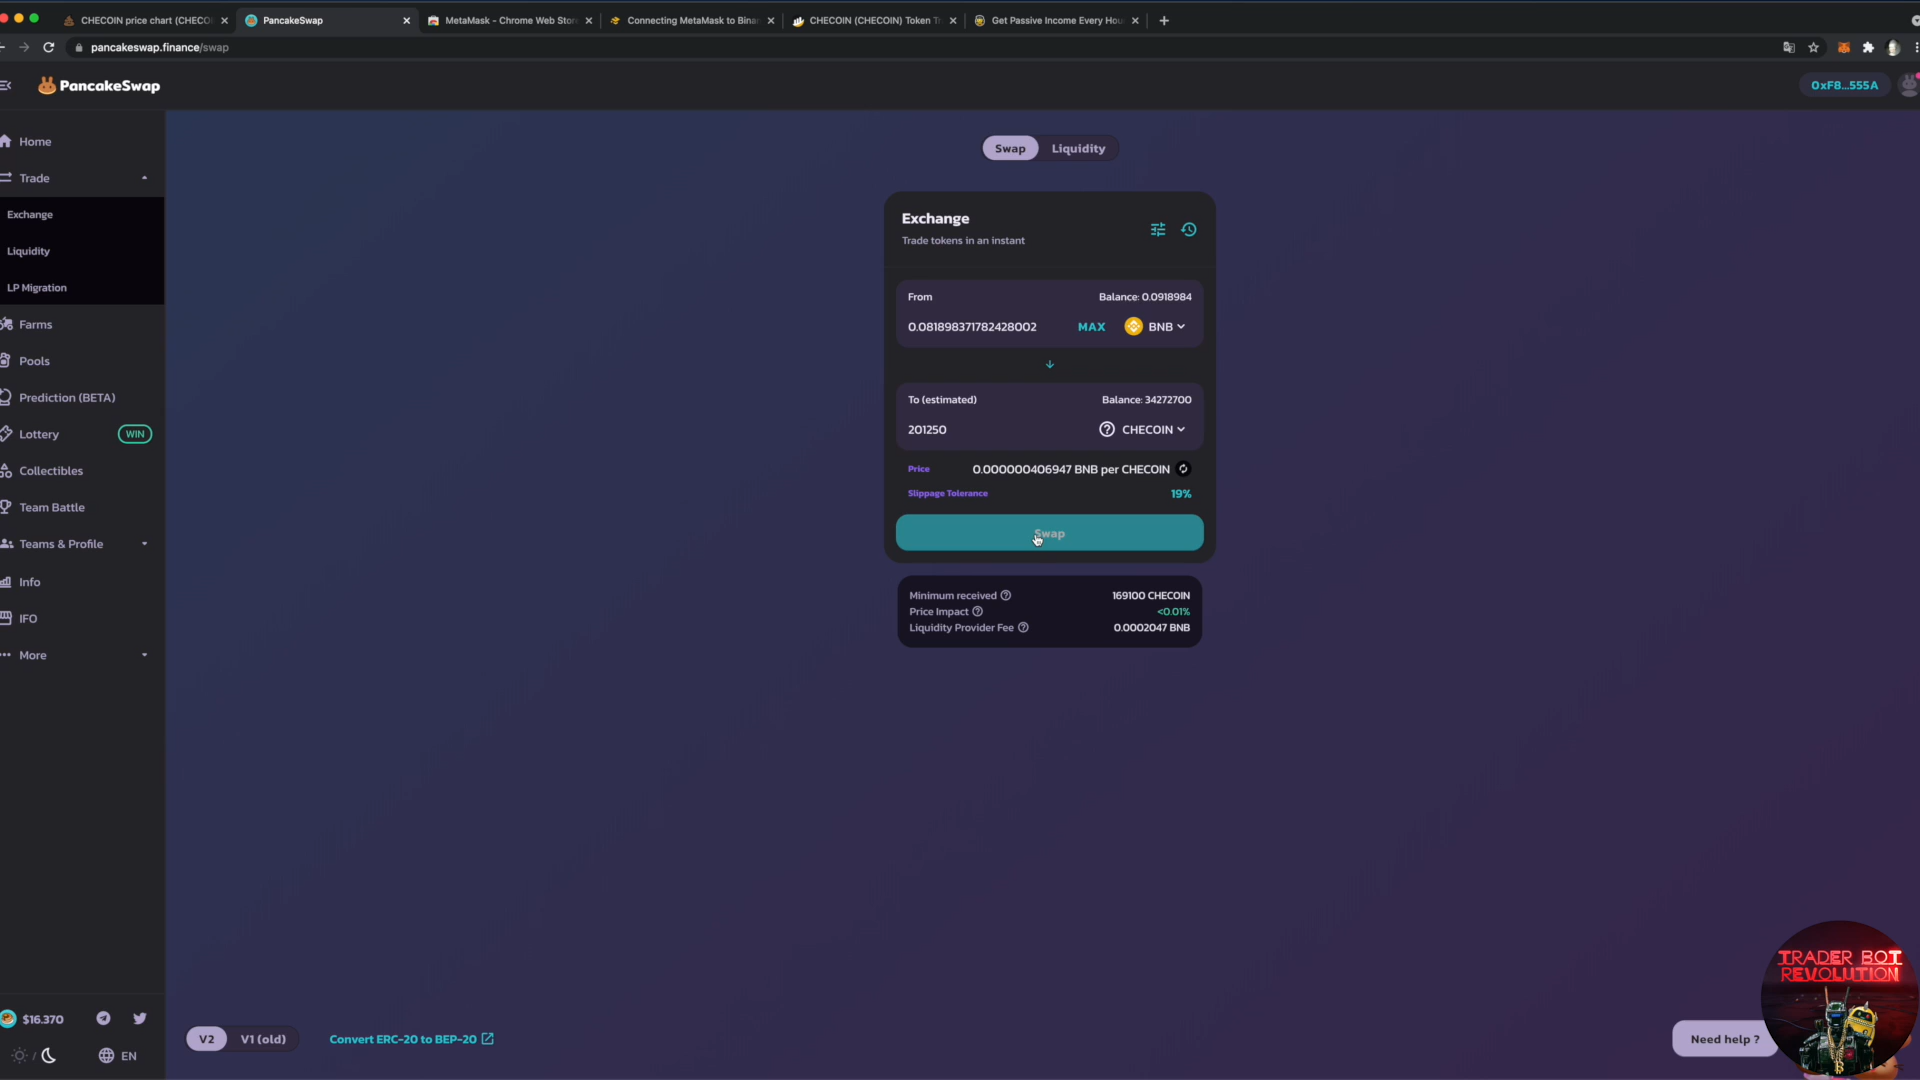 CHECOIN price chart (CHECO
PancakeSwap
MetaMask - Chrome Web Stor
Connecting MetaMask to Binan
CHECOIN (CHECOIN) Token T
Get Passive Income Every Hou
pancakeswap.finance/swap
PancakeSwap
0xF8...555A
Home
Trade
Exchange
Liquidity
LP Migration
Farms
Pools
Prediction (BETA)
Lottery
WIN
Collectibles
Team Battle
Teams & Profile
Info
IFO
More
$16.370
EN
Swap
Liquidity
Exchange
Trade tokens in an instant
From
Balance: 0.0918984
0.081898371782428002
MAX
BNB
To (estimated)
Balance: 34272700
201250
CHECOIN
Price
0.000000406947 BNB per CHECOIN
Slippage Tolerance
19%
Swap
Minimum received
169100 CHECOIN
Price Impact
<0.01%
Liquidity Provider Fee
0.0002047 BNB
V2
V1 (old)
Convert ERC-20 to BEP-20
Need help ?
TRADER BOT
REVOLUTION